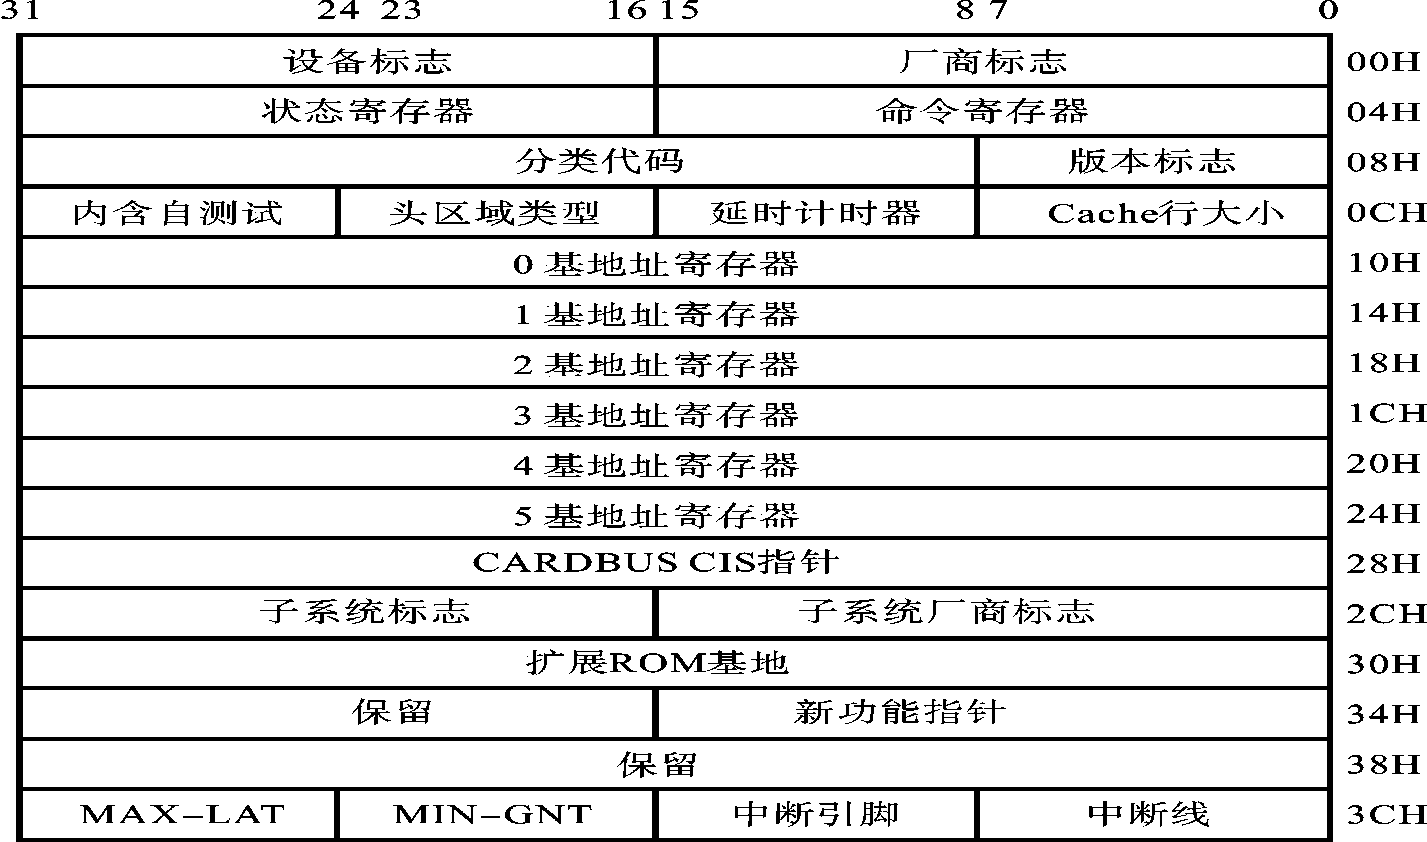 31 24 23 16 15 8 7 0
设备标志 厂商标志 00H
状态寄存器 命令寄存器 04H
分类代码 版本标志 08H
内含自测试 头区域类型 延时计时器 Cache行大小 0CH
0 基地址寄存器 10H
1 基地址寄存器 14H
2 基地址寄存器 18H
3 基地址寄存器 1CH
4 基地址寄存器 20H
5 基地址寄存器 24H
CARDBUS CIS指针 28H
子系统标志 子系统厂商标志 2CH
扩展ROM基地 30H
保留 新功能指针 34H
保留 38H
MAX-LAT MIN-GNT 中断引脚 中断线 3CH